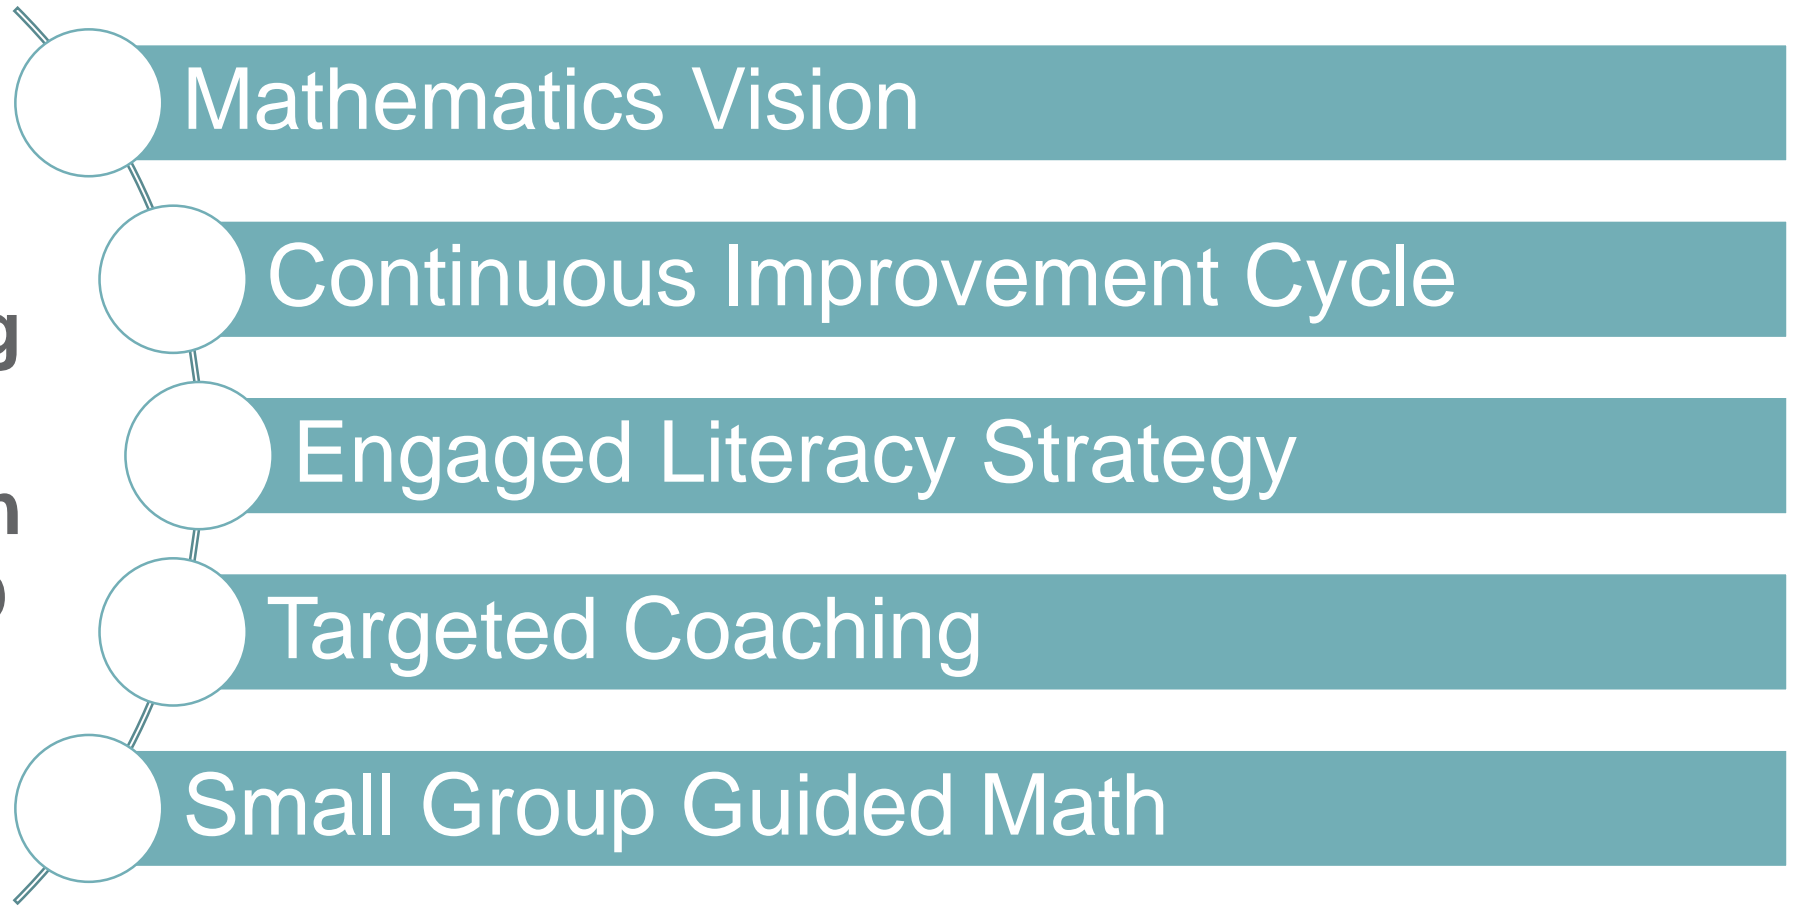 Mathematics Vision
Continuous Improvement Cycle
Engaged Literacy Strategy
Targeted Coaching
Small Group Guided Math